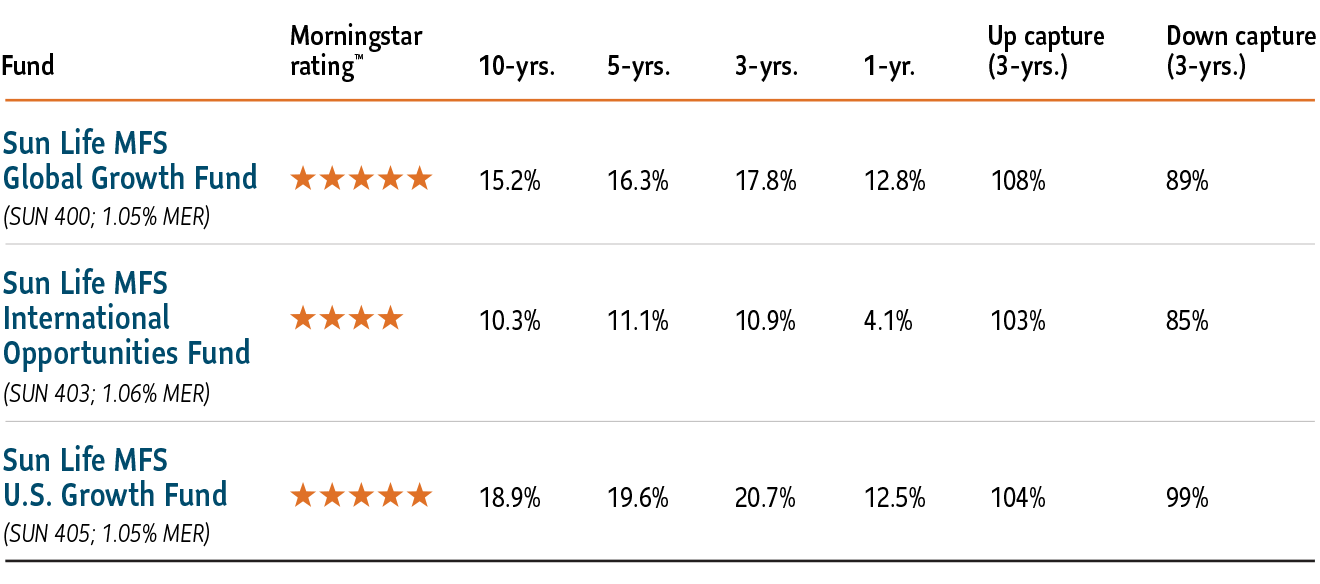 Fund Morningstar rating™ 10-yrs. 5-yrs. 3-yrs. 1-yr. Up capture (3-yrs.) Down capture (3-yrs.)
Sun Life MFS
Global Growth Fund ★★★★★ 15.2% 16.3% 17.8% 12.8% 108% 89%
(SUN 400; 1.05% MER)
Sun Life MFS
International ★★★★ 10.3% 11.1% 10.9% 4.1% 103% 85%
Opportunities Fund
(SUN 403; 1.06% MER)
Sun Life MFS
U.S. Growth Fund ★★★★★ 18.9% 19.6% 20.7% 12.5% 104% 99%
(SUN 405; 1.05% MER)